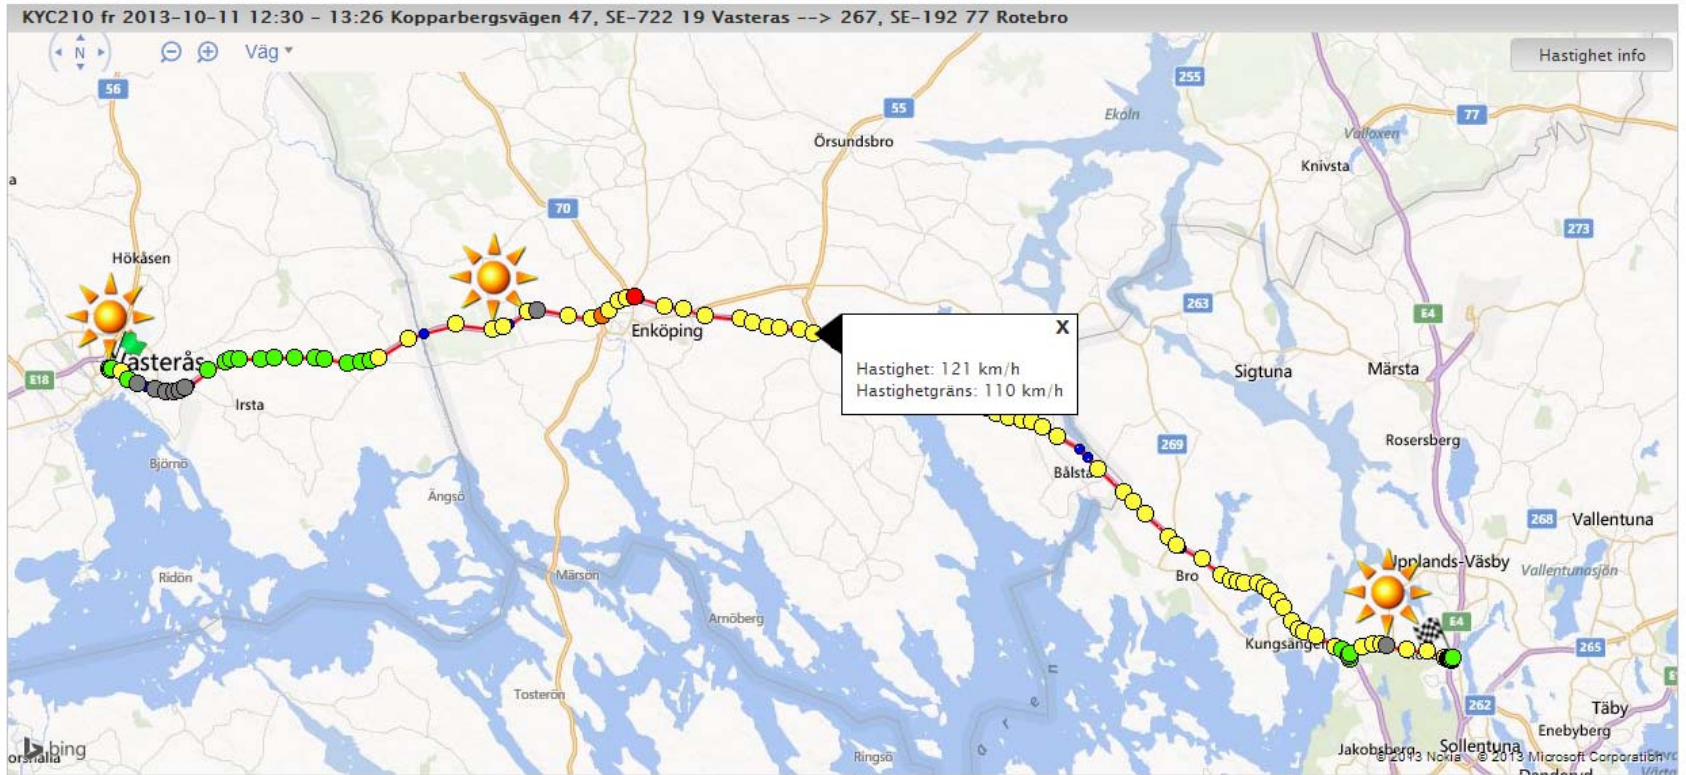 KYC210 fr 2013-10-11 12:30 - 13:26 Kopparbergsvägen 47, SE-722 19 Vasteras --> 267, SE-192 77 Rotebro
N
Väg
Hastighet info
56
255
55
77
Ekoln
Valloxen
Örsundsbro
Knivsta
a
70
273
Hökåsen
263
E4
Enköping
X
Västerås
Hastighet: 121 km/h
Hastighetgräns: 110 km/h
Sigtuna
Märsta
E18
Irsta
269
Rosersberg
Björnö
Bålsta
Ängsö
268
Vallentuna
Upplands-Väsby
Vallentunasjön
Ridön
Märsön
Bro
Arnöberg
E4
Kungsängen
265
a r e n
Tosterön
262
Täby
Enebyberg
bing
Ringsö
Jakobsberg
Sollentuna
© 2013 Nokia © 2013 Microsoft Corporation